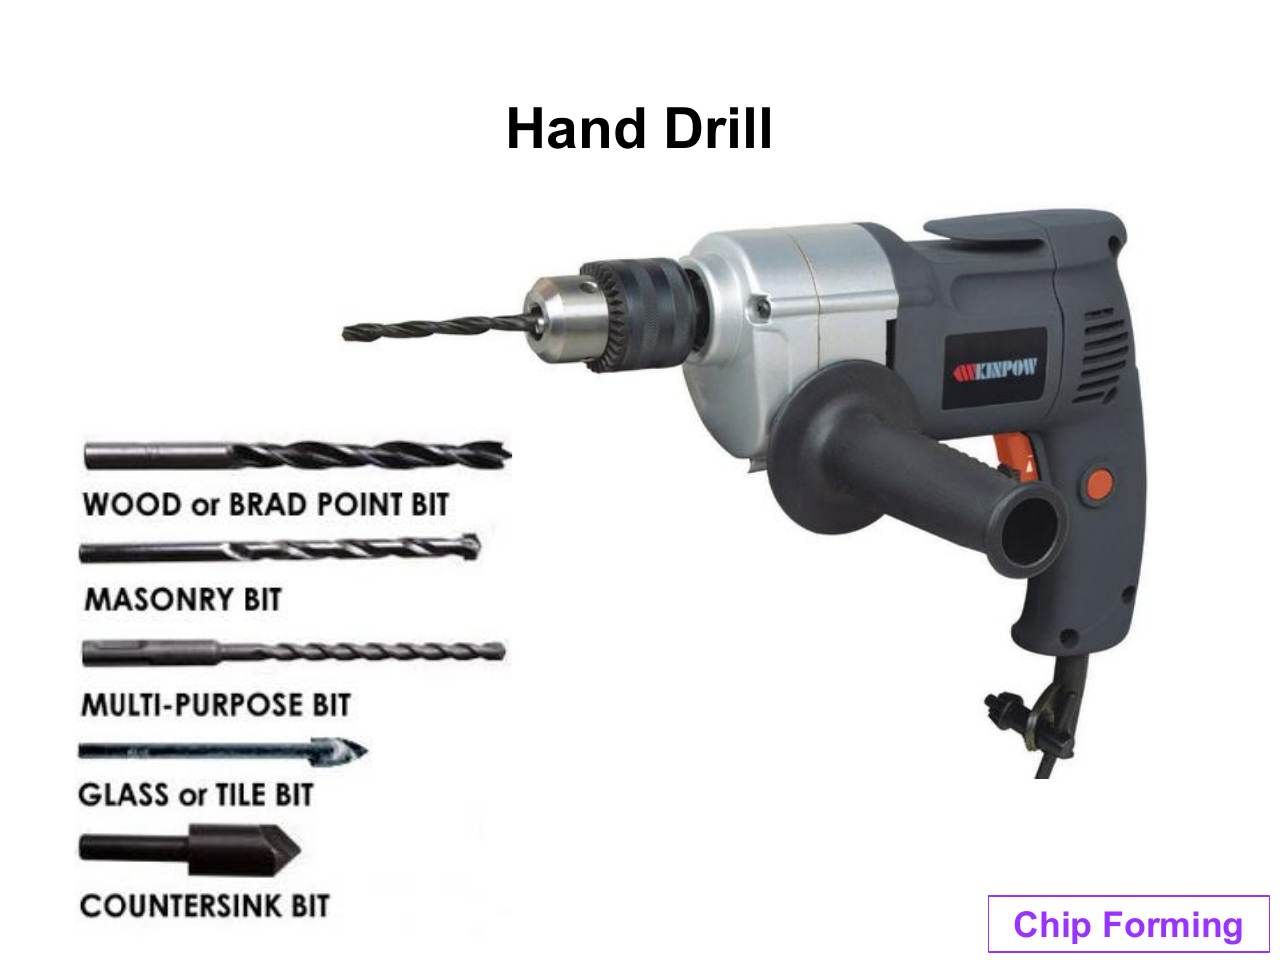 Hand Drill
KINPOW
WOOD or BRAD POINT BIT
MASONRY BIT
MULTI-PURPOSE BIT
GLASS or TILE BIT
COUNTERSINK BIT
Chip Forming